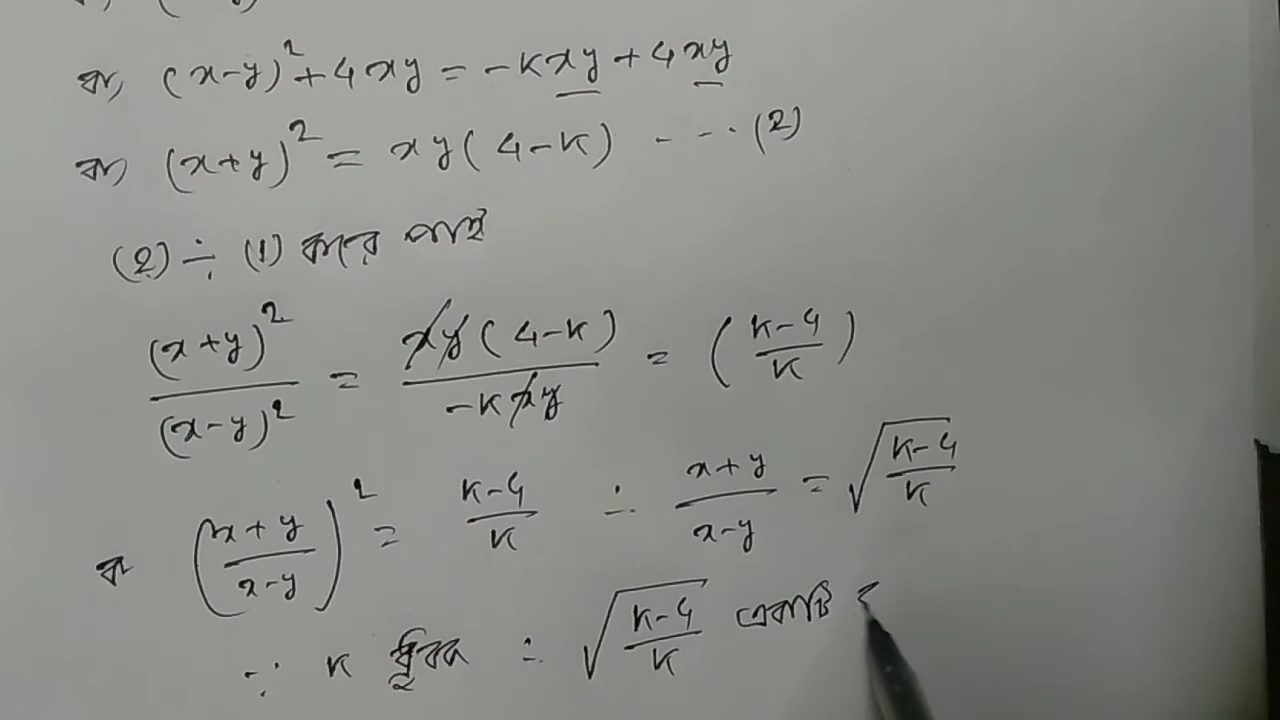 বা, (x-y)² + 4xy = -kxy + 4xy
বা, (x+y)² = xy(4-k) - - - - (2)
(2) ÷ (1) করে পাই
(x+y)² / (x-y)² = xy(4-k) / -kxy = (k-4 / k)
বা (x+y / x-y)² = k-4 / k ∴ x+y / x-y = √(k-4 / k)
∵ k ধ্রুবক ∴ √(k-4 / k) একটি